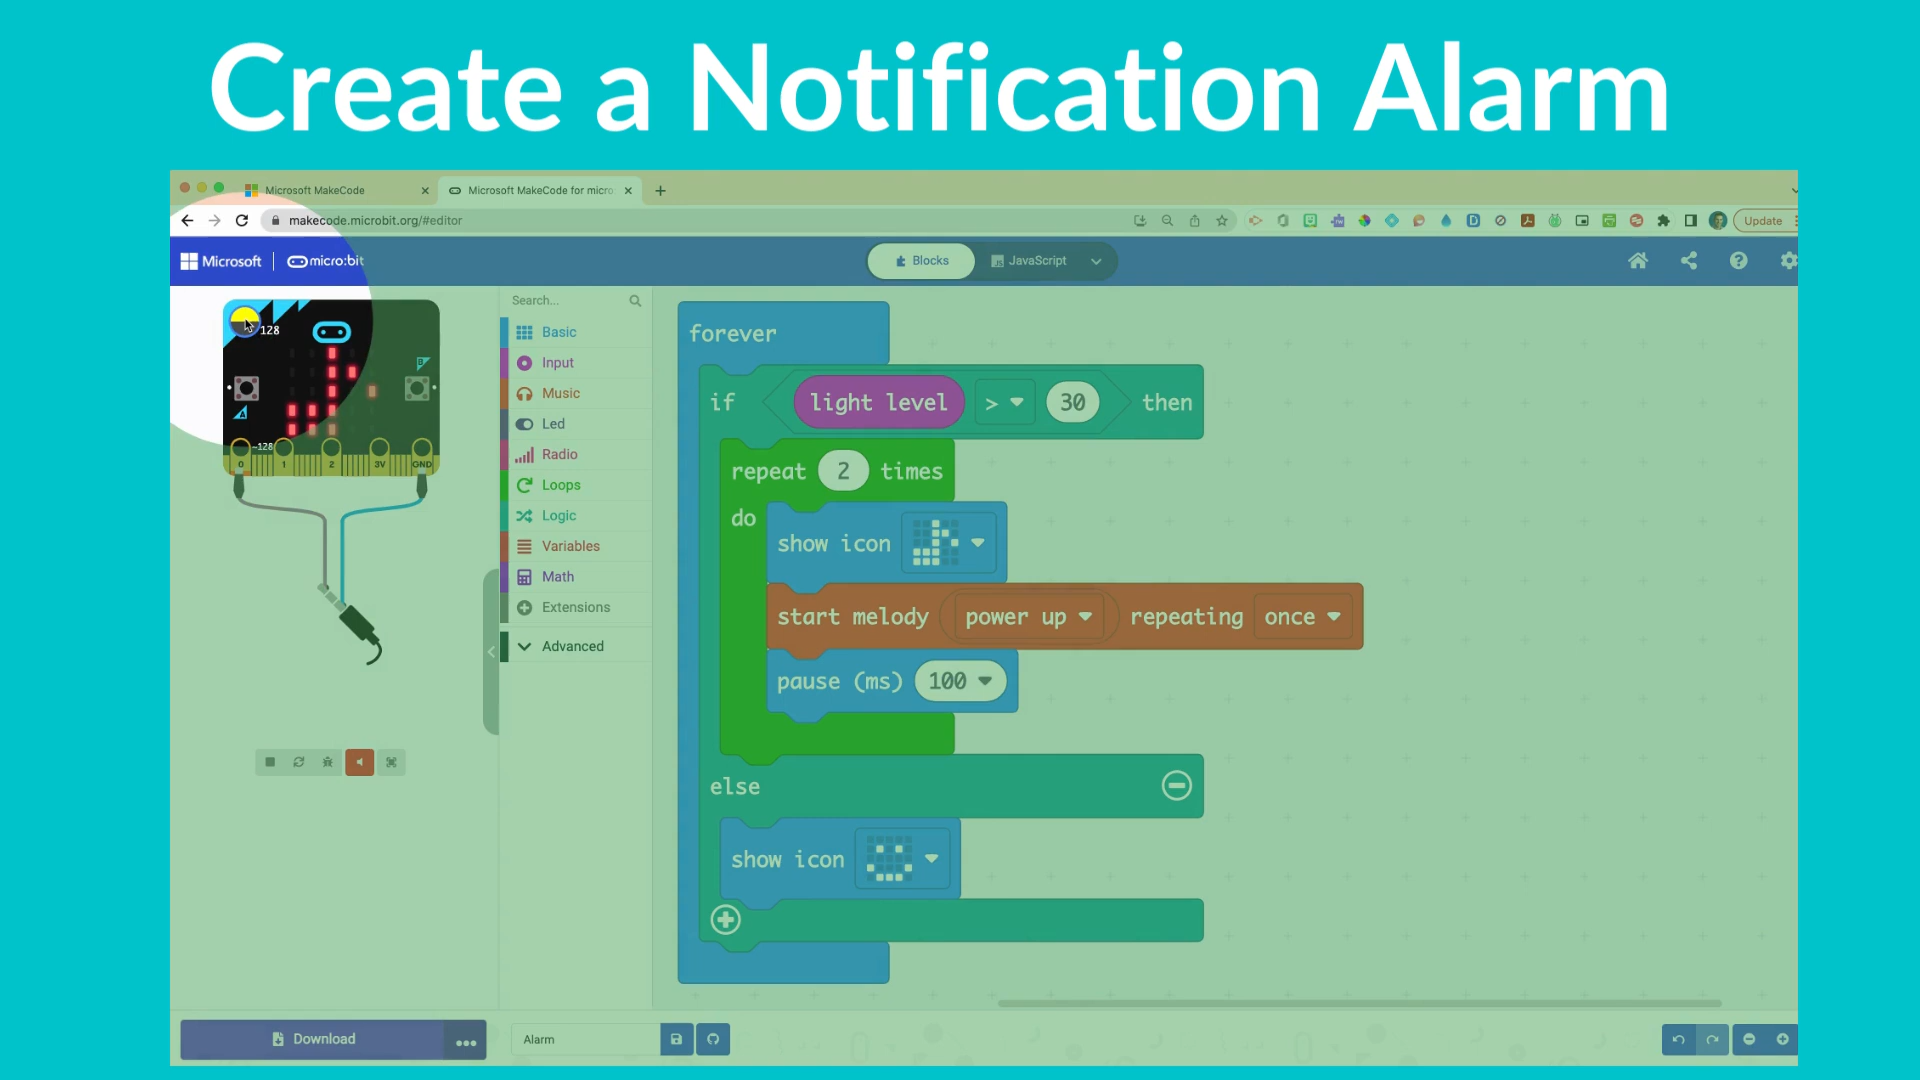 Create a Notification Alarm
Microsoft MakeCode
Microsoft MakeCode for micro
makecode.microbit.org/#editor
Update
Microsoft
micro:bit
Blocks
JavaScript
128
B
A
-128
0 1 2 3V GND
Search...
Basic
Input
Music
Led
Radio
Loops
Logic
Variables
Math
Extensions
Advanced
forever
if light level > 30 then
repeat 2 times
do
show icon
start melody power up repeating once
pause (ms) 100
else
show icon
Download
Alarm